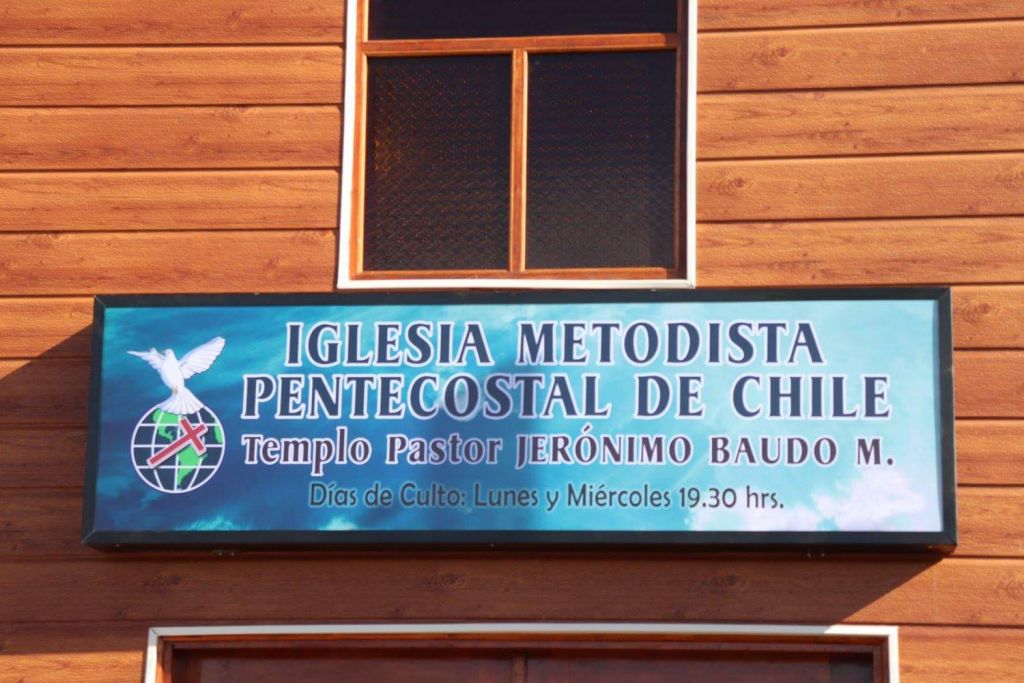 IGLESIA METODISTA
PENTECOSTAL DE CHILE
Templo Pastor JERÓNIMO BAUDO M.
Días de Culto: Lunes y Miércoles 19.30 hrs.